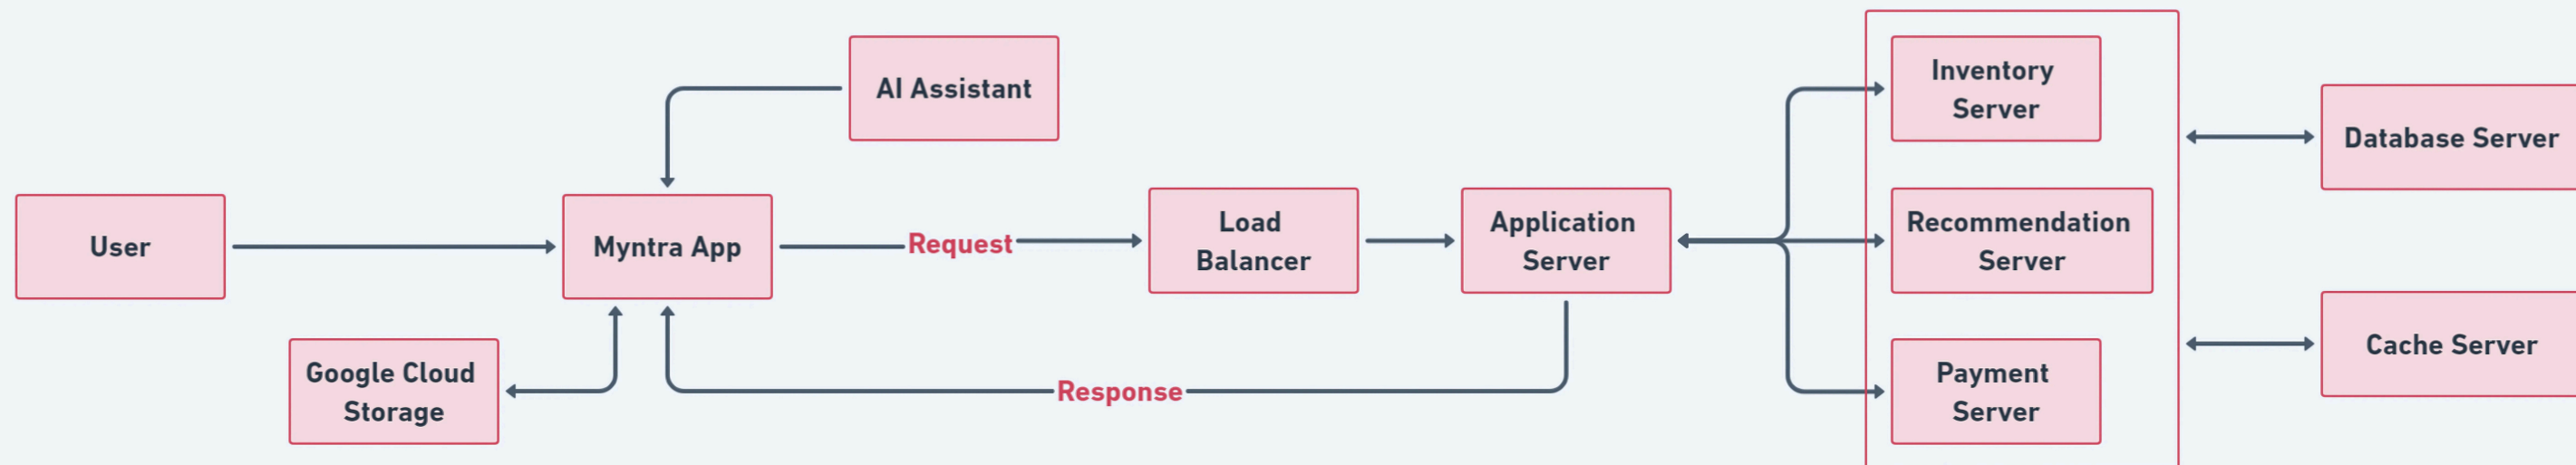 AI Assistant
User
Myntra App
Request
Load
Balancer
Application
Server
Google Cloud
Storage
Response
Inventory
Server
Recommendation
Server
Payment
Server
Database Server
Cache Server